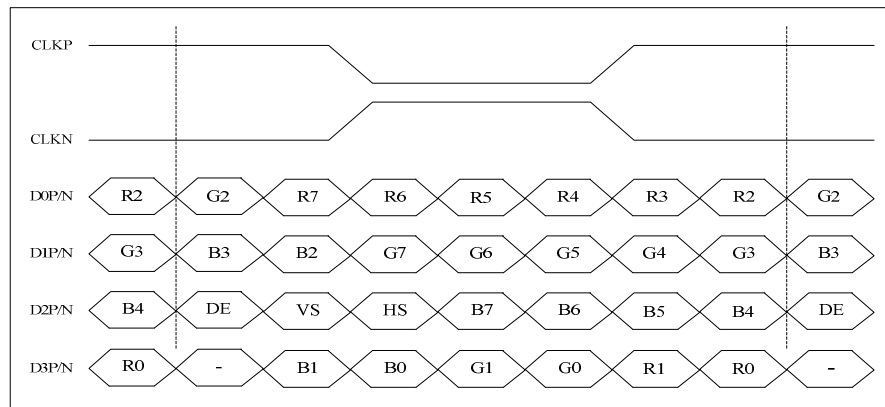 CLKP
CLKN
D0P/N R2 G2 R7 R6 R5 R4 R3 R2 G2
D1P/N G3 B3 B2 G7 G6 G5 G4 G3 B3
D2P/N B4 DE VS HS B7 B6 B5 B4 DE
D3P/N R0 - B1 B0 G1 G0 R1 R0 -